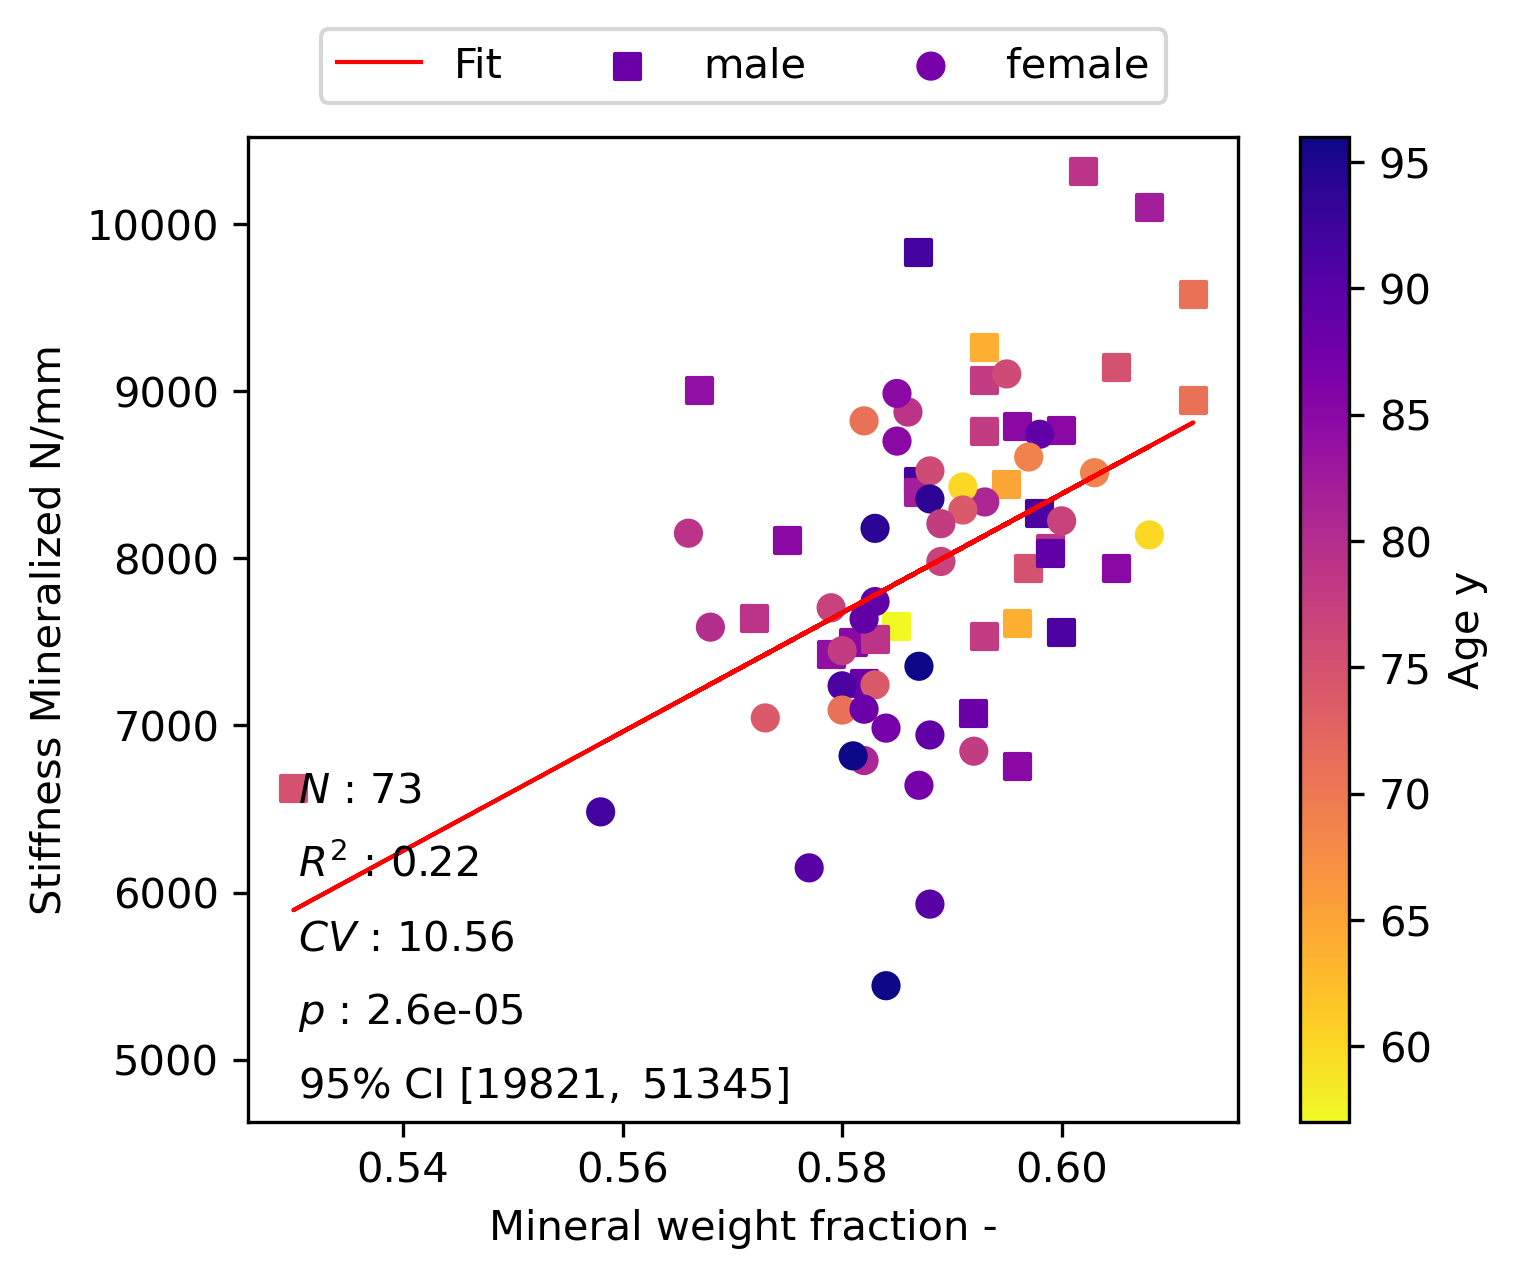 Fit male female
10000
9000
8000
7000
6000
5000
Stiffness Mineralized N/mm
N : 73
R² : 0.22
CV : 10.56
p : 2.6e-05
95% CI [19821, 51345]
0.54 0.56 0.58 0.60
Mineral weight fraction -
95
90
85
80
75
70
65
60
Age y